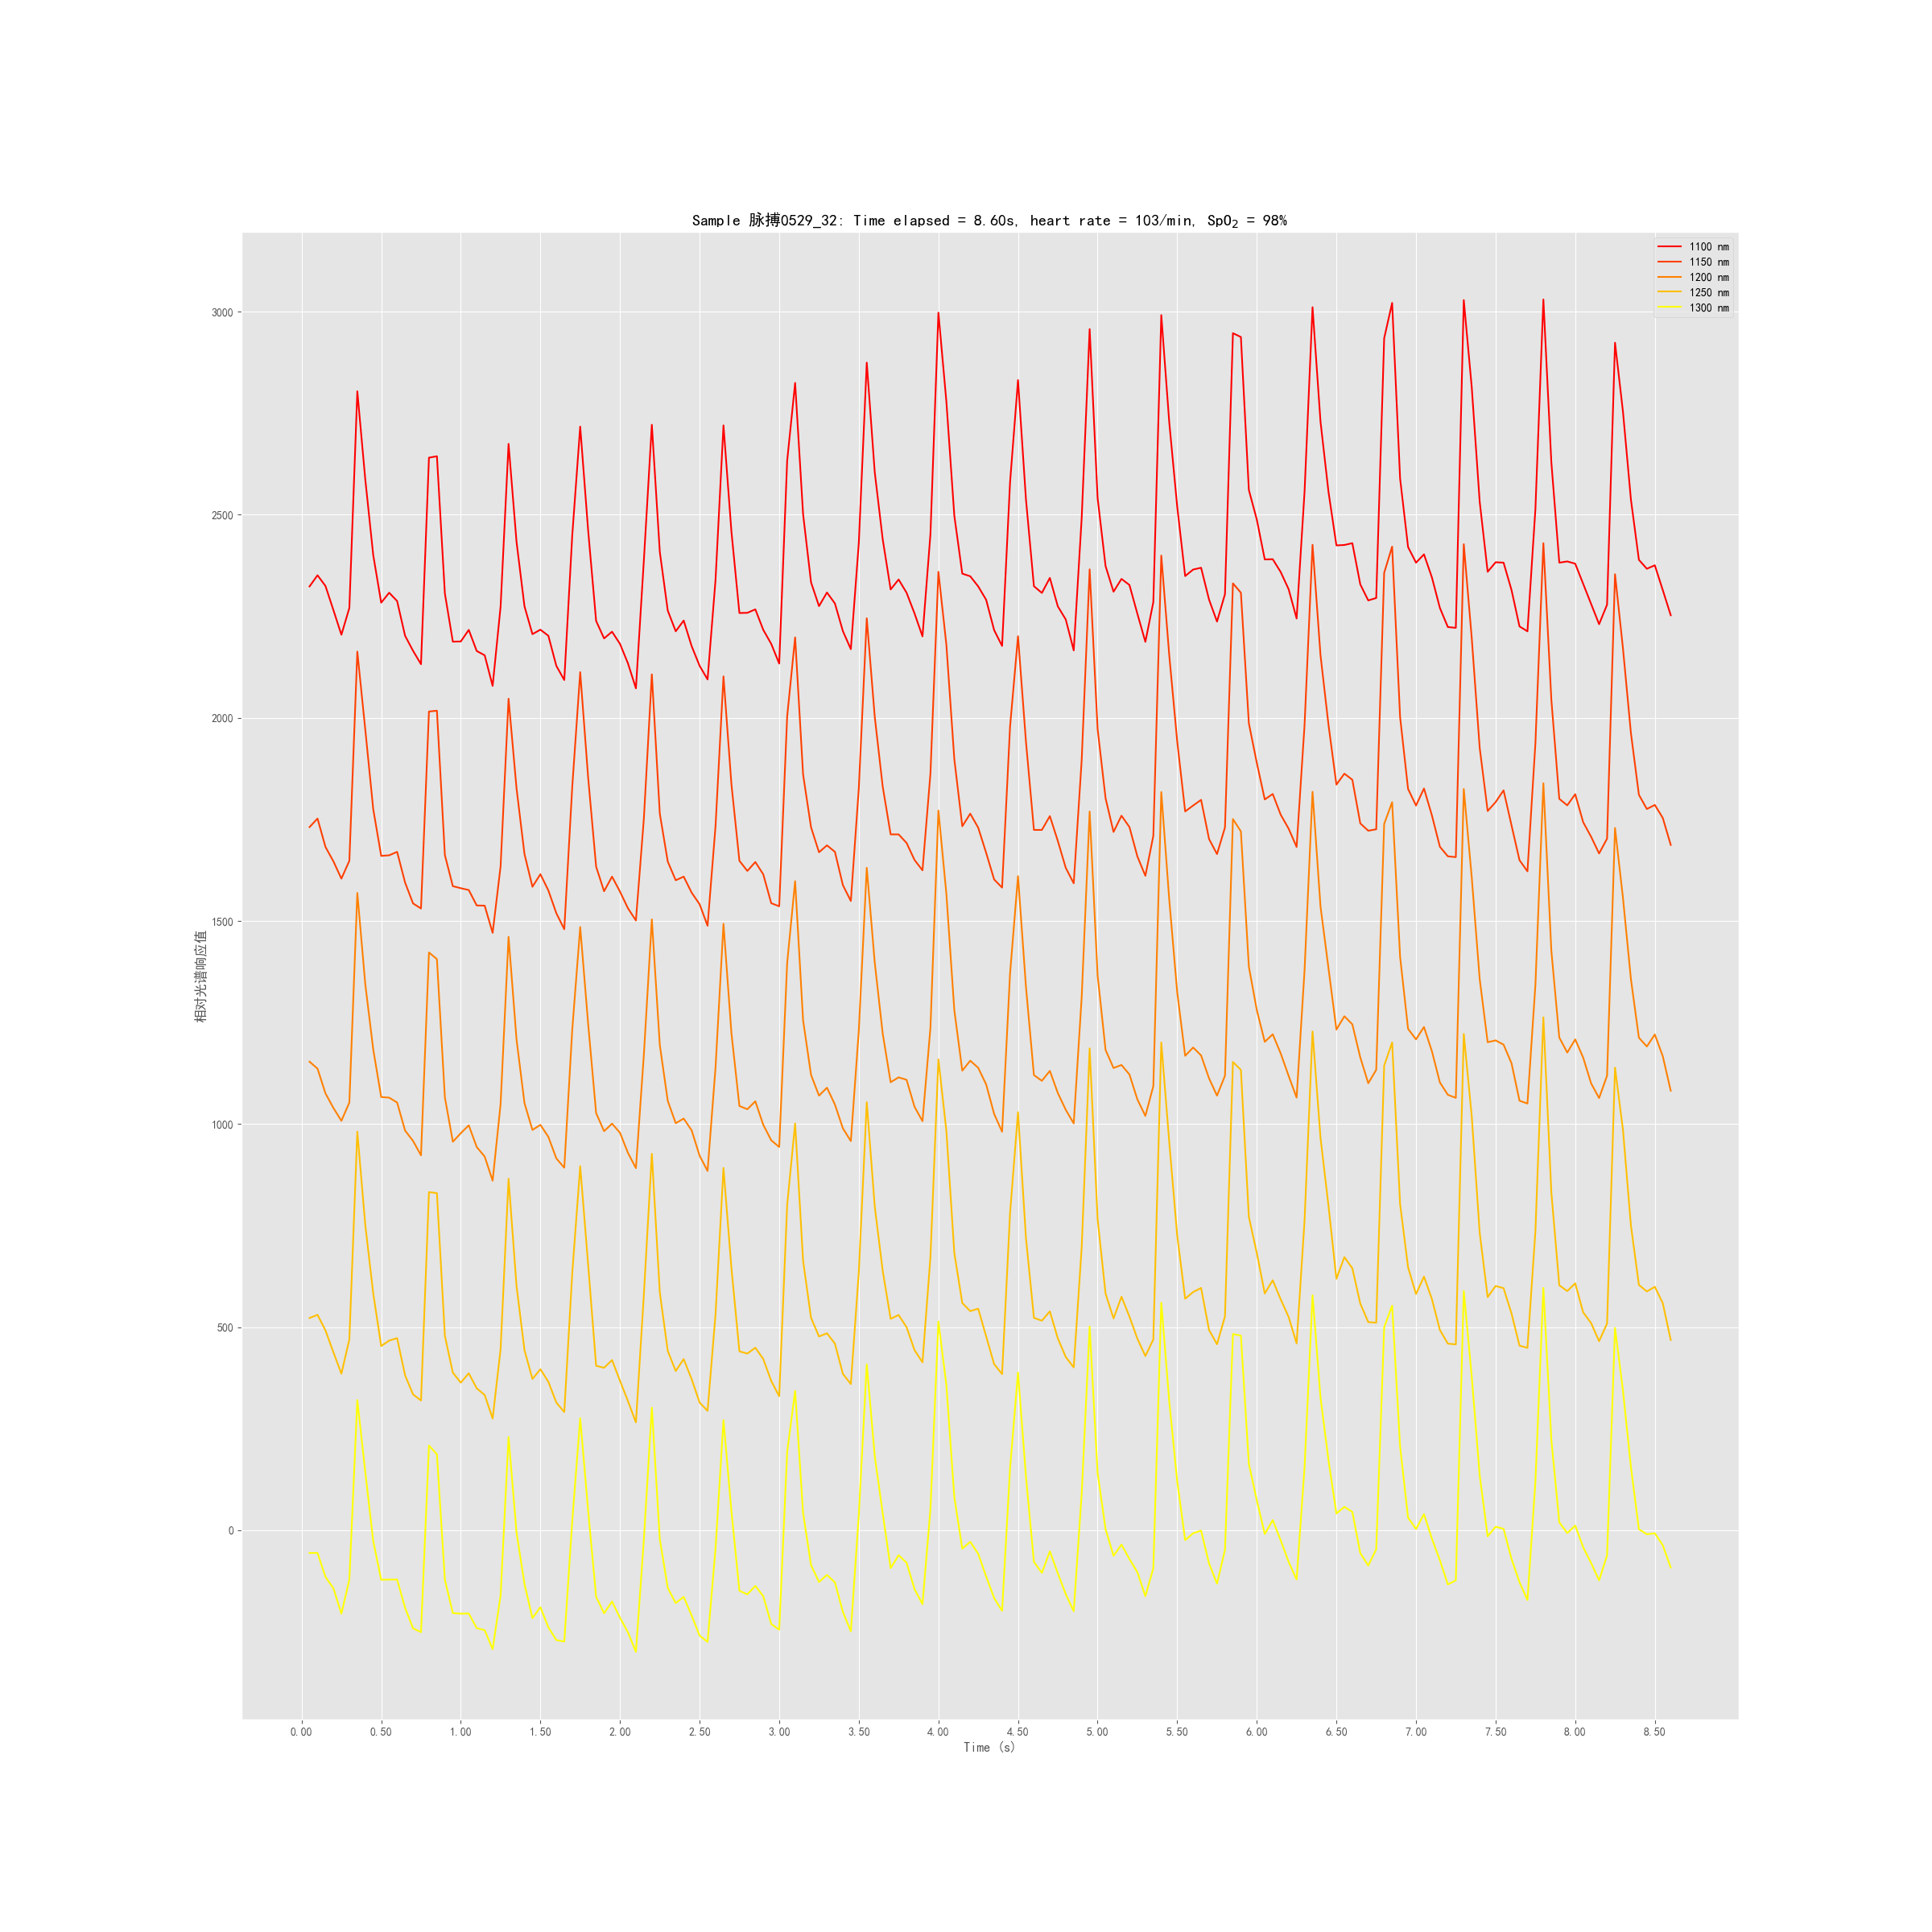 Sample 脉搏0529_32: Time elapsed = 8.60s, heart rate = 103/min, SpO₂ = 98%
1100 nm
1150 nm
1200 nm
1250 nm
1300 nm
3000
2500
2000
1500
1000
500
0
相对光谱响应值
0.00 0.50 1.00 1.50 2.00 2.50 3.00 3.50 4.00 4.50 5.00 5.50 6.00 6.50 7.00 7.50 8.00 8.50
Time (s)